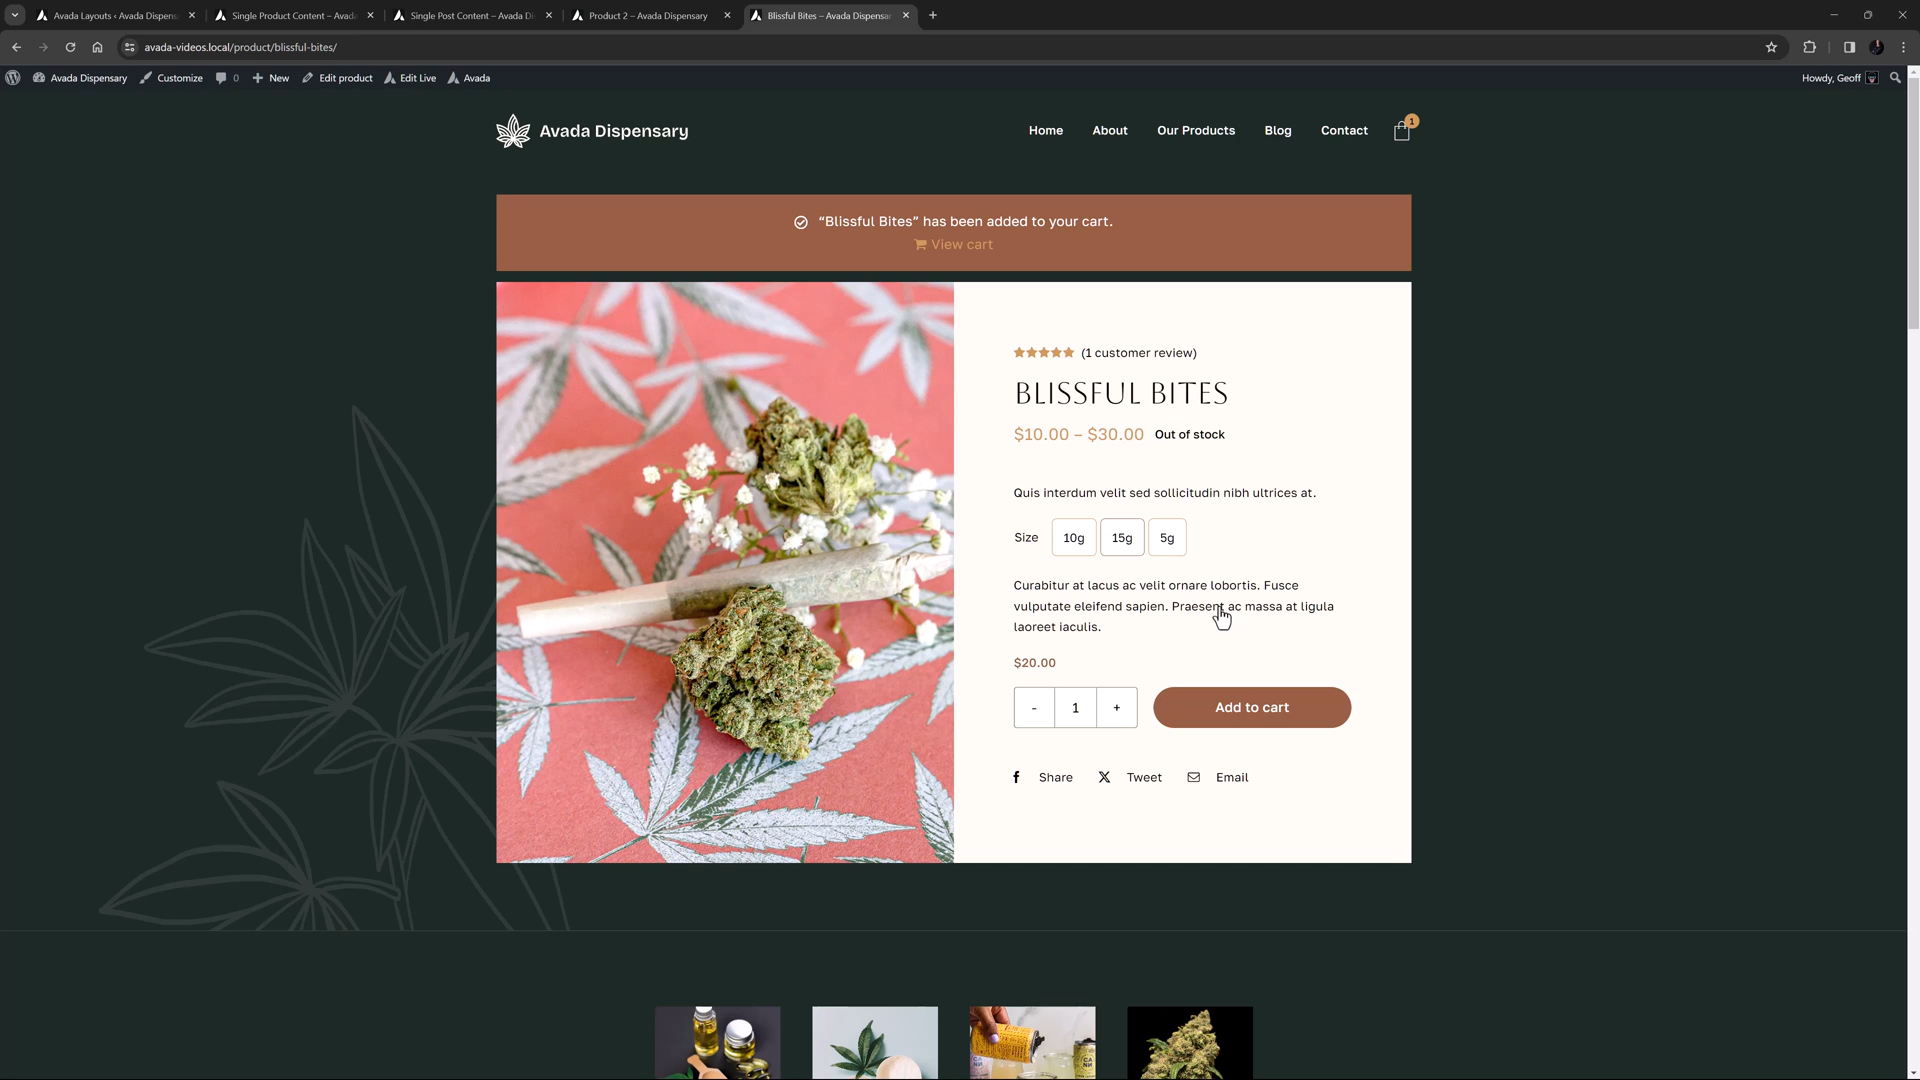 Avada Layouts ‹ Avada Dispens
Single Product Content – Avada
Single Post Content – Avada Di
Product 2 – Avada Dispensary
Blissful Bites – Avada Dispensar
avada-videos.local/product/blissful-bites/
Avada Dispensary
Customize
0
New
Edit product
Edit Live
Avada
Howdy, Geoff
Avada Dispensary
Home
About
Our Products
Blog
Contact
1
“Blissful Bites” has been added to your cart.
View cart
(1 customer review)
BLISSFUL BITES
$10.00 – $30.00 Out of stock
Quis interdum velit sed sollicitudin nibh ultrices at.
Size 10g 15g 5g
Curabitur at lacus ac velit ornare lobortis. Fusce
vulputate eleifend sapien. Praesent ac massa at ligula
laoreet iaculis.
$20.00
- 1 + Add to cart
Share Tweet Email